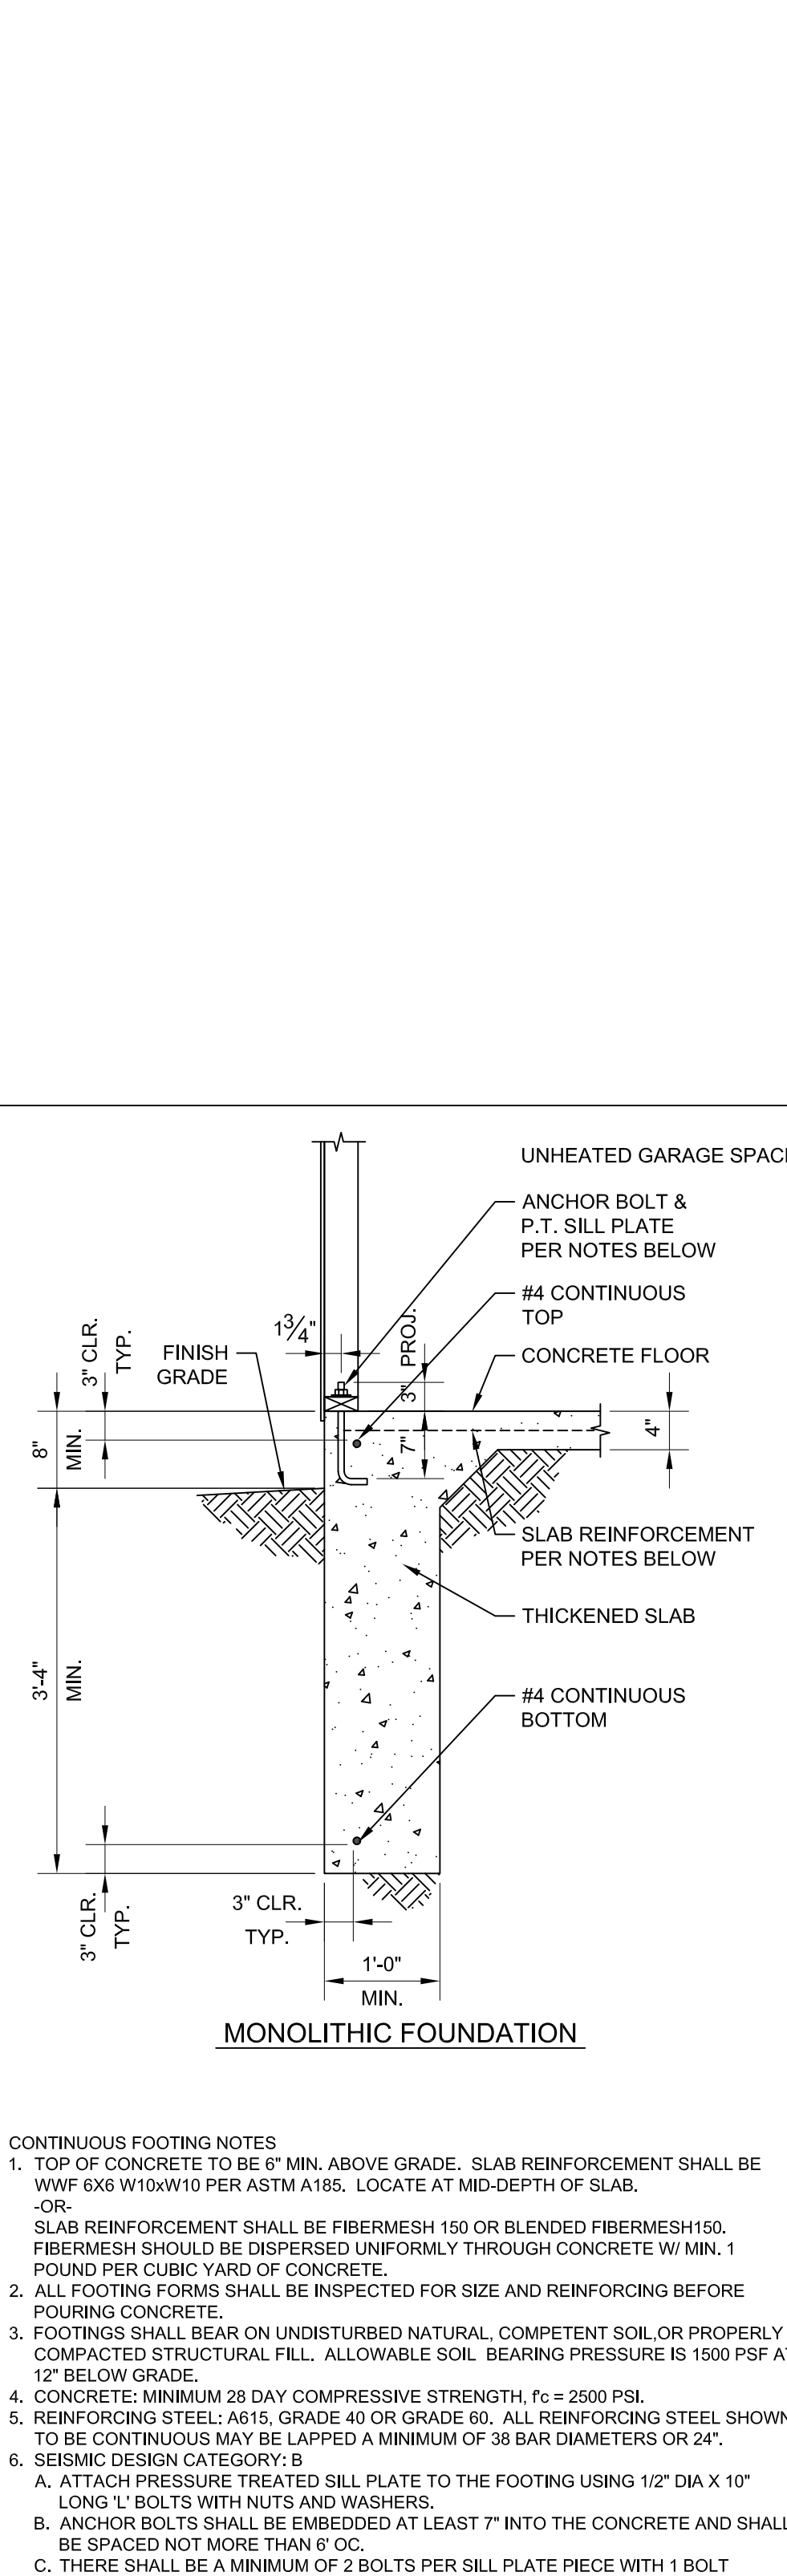 UNHEATED GARAGE SPAC
ANCHOR BOLT &
P.T. SILL PLATE
PER NOTES BELOW
#4 CONTINUOUS
TOP
CONCRETE FLOOR
3" CLR.
TYP.
FINISH
GRADE
1 3/4"
3" PROJ.
7"
4"
8"
MIN.
SLAB REINFORCEMENT
PER NOTES BELOW
THICKENED SLAB
3'-4"
MIN.
#4 CONTINUOUS
BOTTOM
3" CLR.
TYP.
3" CLR.
TYP.
1'-0"
MIN.
MONOLITHIC FOUNDATION
CONTINUOUS FOOTING NOTES
1. TOP OF CONCRETE TO BE 6" MIN. ABOVE GRADE. SLAB REINFORCEMENT SHALL BE
WWF 6X6 W10xW10 PER ASTM A185. LOCATE AT MID-DEPTH OF SLAB.
-OR-
SLAB REINFORCEMENT SHALL BE FIBERMESH 150 OR BLENDED FIBERMESH150.
FIBERMESH SHOULD BE DISPERSED UNIFORMLY THROUGH CONCRETE W/ MIN. 1
POUND PER CUBIC YARD OF CONCRETE.
2. ALL FOOTING FORMS SHALL BE INSPECTED FOR SIZE AND REINFORCING BEFORE
POURING CONCRETE.
3. FOOTINGS SHALL BEAR ON UNDISTURBED NATURAL, COMPETENT SOIL,OR PROPERLY
COMPACTED STRUCTURAL FILL. ALLOWABLE SOIL BEARING PRESSURE IS 1500 PSF AT
12" BELOW GRADE.
4. CONCRETE: MINIMUM 28 DAY COMPRESSIVE STRENGTH, f'c = 2500 PSI.
5. REINFORCING STEEL: A615, GRADE 40 OR GRADE 60. ALL REINFORCING STEEL SHOWN
TO BE CONTINUOUS MAY BE LAPPED A MINIMUM OF 38 BAR DIAMETERS OR 24".
6. SEISMIC DESIGN CATEGORY: B
A. ATTACH PRESSURE TREATED SILL PLATE TO THE FOOTING USING 1/2" DIA X 10"
LONG 'L' BOLTS WITH NUTS AND WASHERS.
B. ANCHOR BOLTS SHALL BE EMBEDDED AT LEAST 7" INTO THE CONCRETE AND SHALL
BE SPACED NOT MORE THAN 6' OC.
C. THERE SHALL BE A MINIMUM OF 2 BOLTS PER SILL PLATE PIECE WITH 1 BOLT